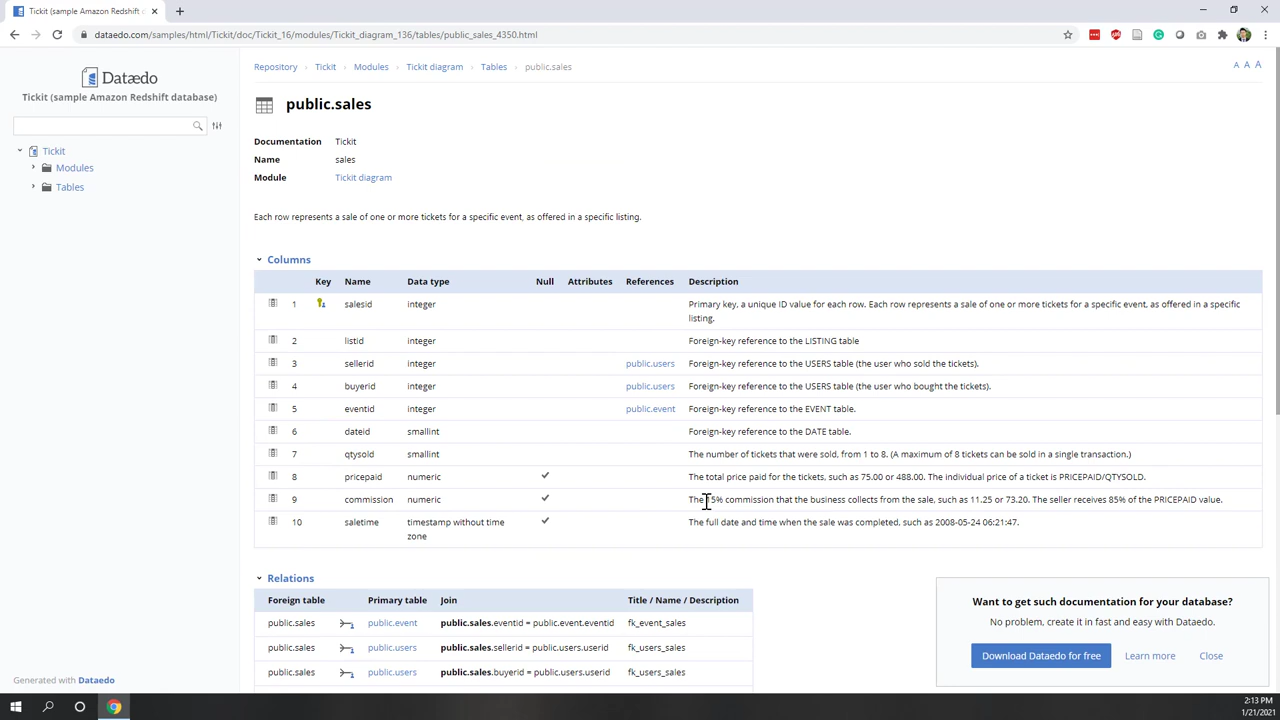 Tickit (sample Amazon Redshift d
dataedo.com/samples/html/Tickit/doc/Tickit_16/modules/Tickit_diagram_136/tables/public_sales_4350.html
Dataedo
Tickit (sample Amazon Redshift database)
Tickit
Modules
Tables
Repository > Tickit > Modules > Tickit diagram > Tables > public.sales
A A A
public.sales
Documentation Tickit
Name sales
Module Tickit diagram
Each row represents a sale of one or more tickets for a specific event, as offered in a specific listing.
Columns
Key Name Data type Null Attributes References Description
1 salesid integer Primary key, a unique ID value for each row. Each row represents a sale of one or more tickets for a specific event, as offered in a specific
listing.
2 listid integer Foreign-key reference to the LISTING table
3 sellerid integer public.users Foreign-key reference to the USERS table (the user who sold the tickets).
4 buyerid integer public.users Foreign-key reference to the USERS table (the user who bought the tickets).
5 eventid integer public.event Foreign-key reference to the EVENT table.
6 dateid smallint Foreign-key reference to the DATE table.
7 qtysold smallint The number of tickets that were sold, from 1 to 8. (A maximum of 8 tickets can be sold in a single transaction.)
8 pricepaid numeric ✓ The total price paid for the tickets, such as 75.00 or 488.00. The individual price of a ticket is PRICEPAID/QTYSOLD.
9 commission numeric ✓ The 15% commission that the business collects from the sale, such as 11.25 or 73.20. The seller receives 85% of the PRICEPAID value.
10 saletime timestamp without time ✓ The full date and time when the sale was completed, such as 2008-05-24 06:21:47.
zone
Relations
Foreign table Primary table Join Title / Name / Description
public.sales public.event public.sales.eventid = public.event.eventid fk_event_sales
public.sales public.users public.sales.sellerid = public.users.userid fk_users_sales
public.sales public.users public.sales.buyerid = public.users.userid fk_users_sales
Want to get such documentation for your database?
No problem, create it in fast and easy with Dataedo.
Download Dataedo for free Learn more Close
Generated with Dataedo
2:13 PM
1/21/2021